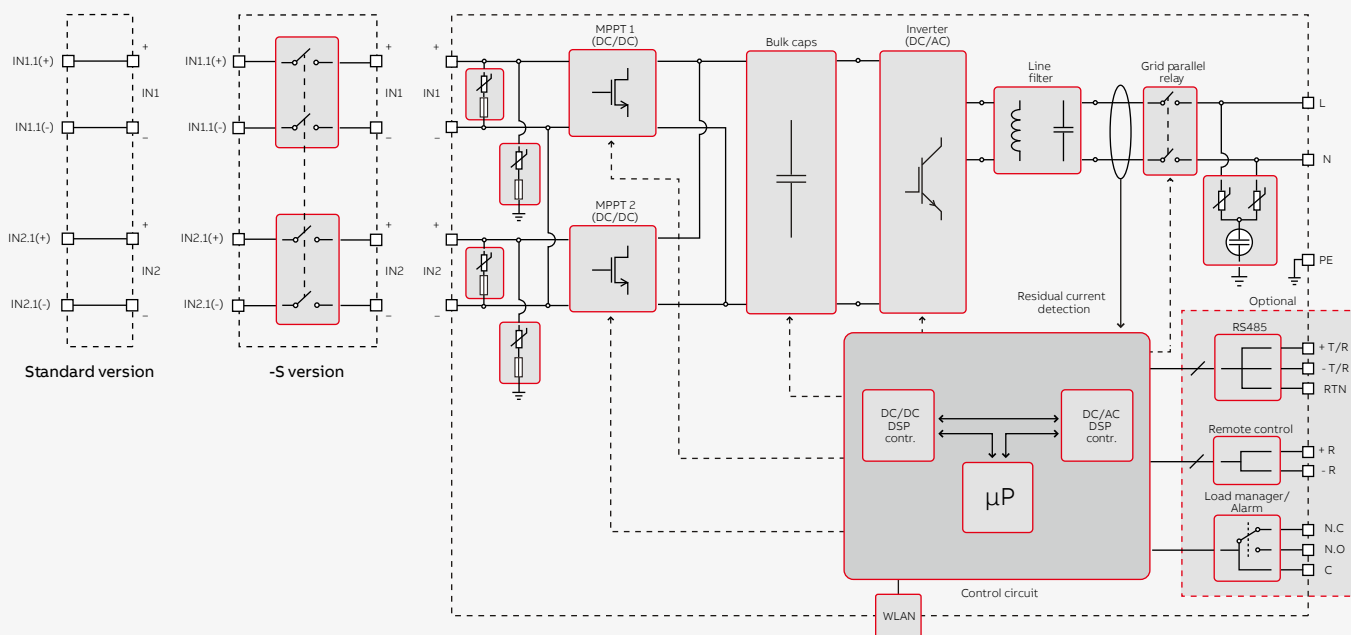 IN1.1(+)
+
IN1
IN1.1(-)
−
IN2.1(+)
+
IN2
IN2.1(-)
−
Standard version
IN1.1(+)
+
IN1
IN1.1(-)
−
IN2.1(+)
+
IN2
IN2.1(-)
−
-S version
+
IN1
−
+
IN2
−
MPPT 1
(DC/DC)
MPPT 2
(DC/DC)
Bulk caps
Inverter
(DC/AC)
Line
filter
Grid parallel
relay
L
N
PE
Residual current
detection
Optional
RS485
+ T/R
- T/R
RTN
Remote control
+ R
- R
Load manager/
Alarm
N.C
N.O
C
DC/DC
DSP
contr.
DC/AC
DSP
contr.
µP
Control circuit
WLAN